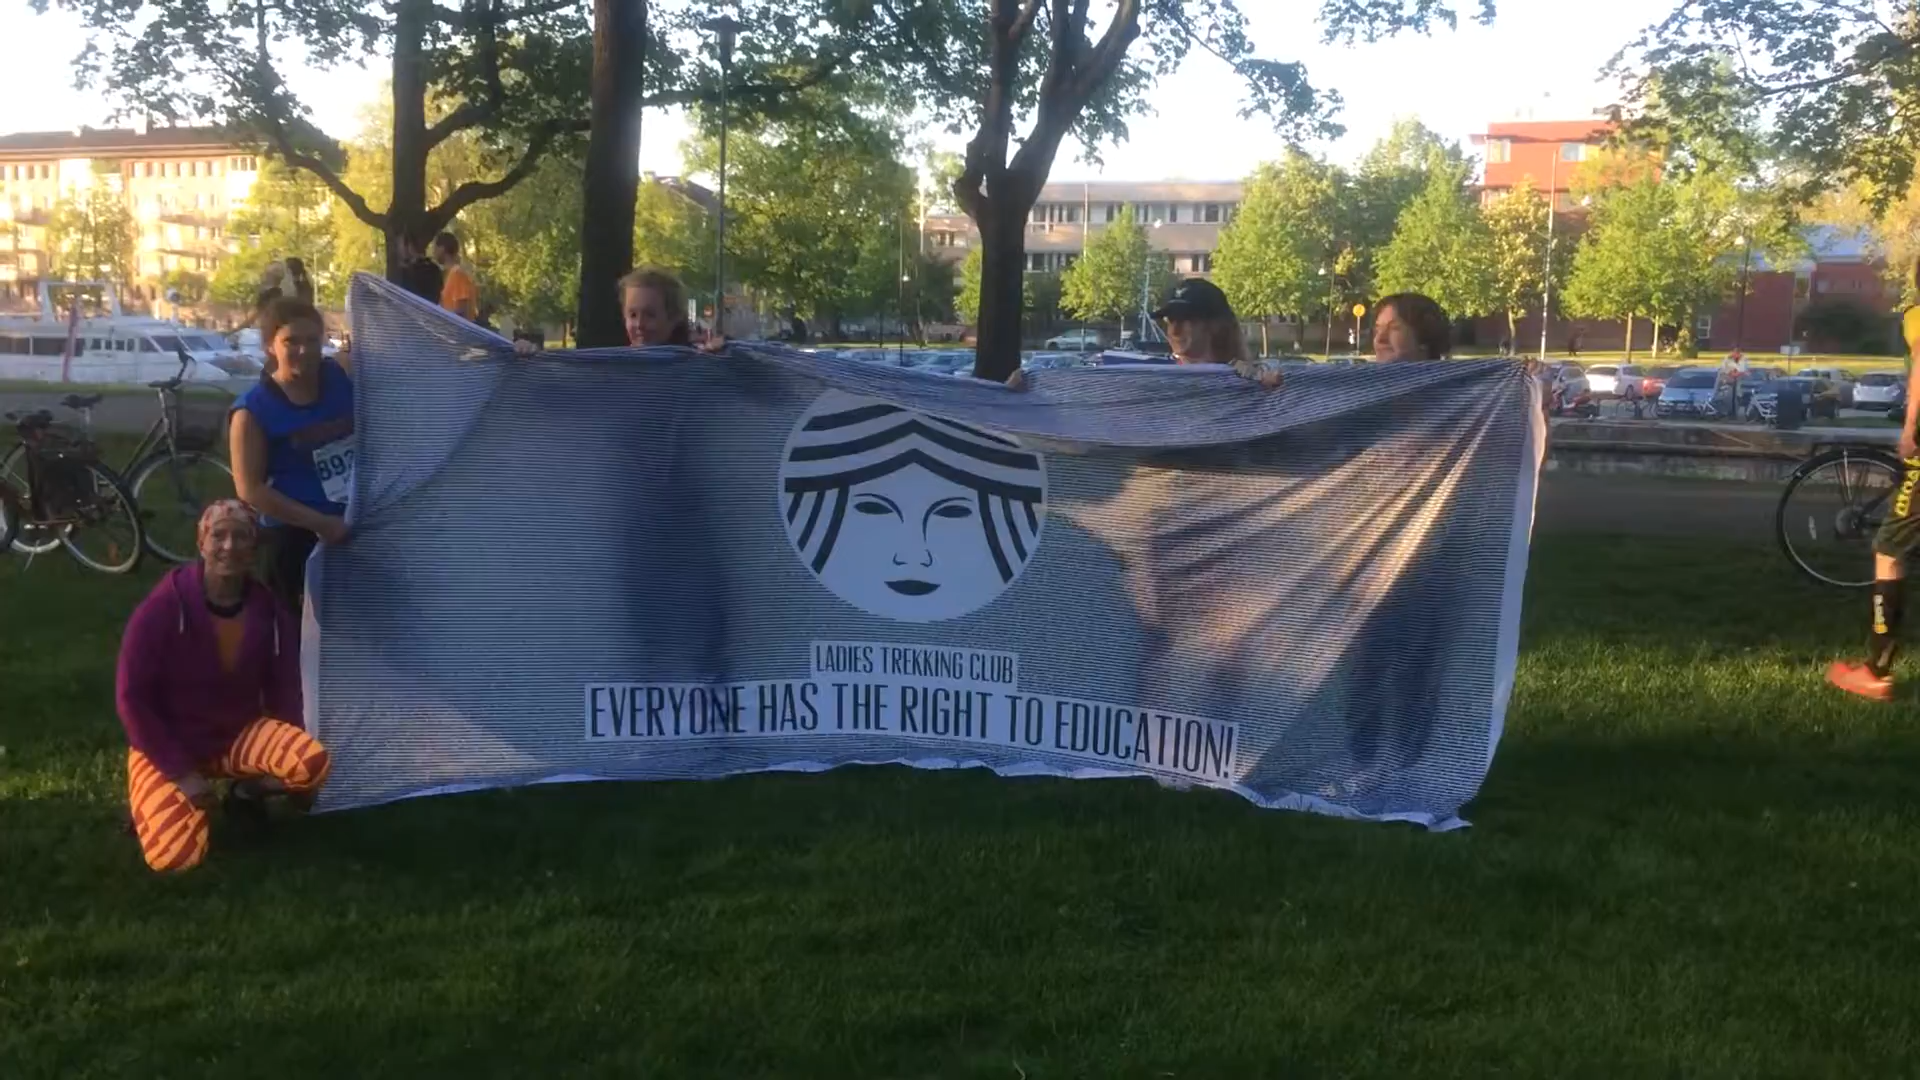 LADIES TREKKING CLUB
EVERYONE HAS THE RIGHT TO EDUCATION!